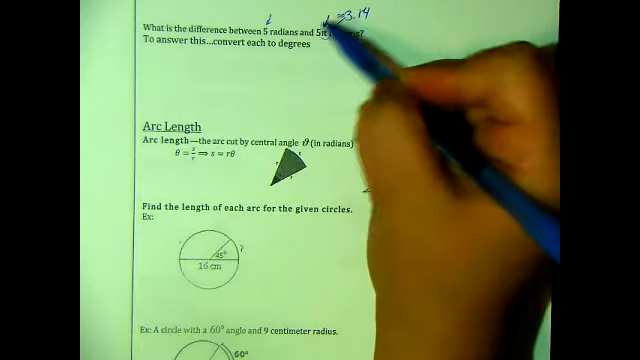 ≈3.14
What is the difference between 5 radians and 5π
To answer this...convert each to degrees
Arc Length
Arc length—the arc cut by central angle θ (in radians)
θ = s/r ⟹ s = rθ
Find the length of each arc for the given circles.
Ex:
?
45°
16 cm
Ex: A circle with a 60° angle and 9 centimeter radius.
60°